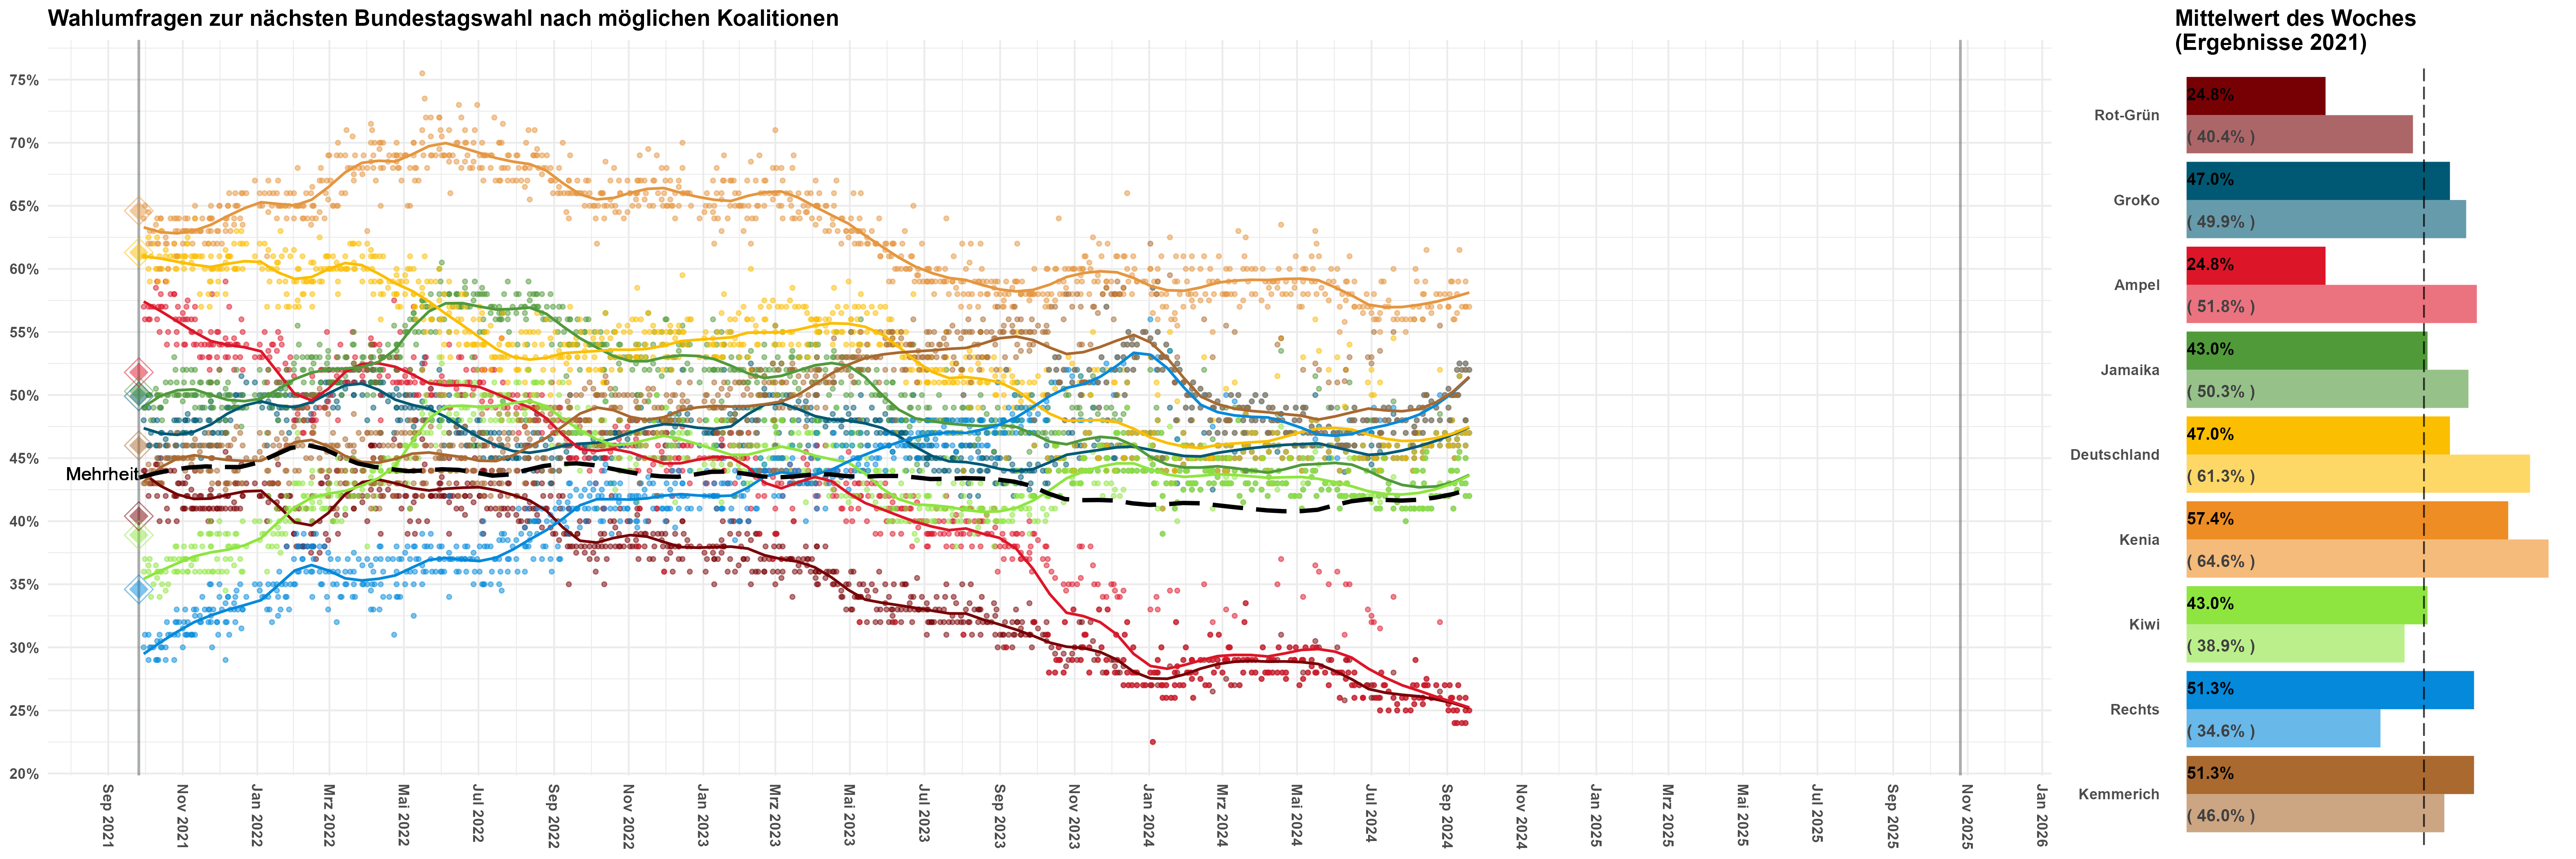 Wahlumfragen zur nächsten Bundestagswahl nach möglichen Koalitionen
75%
70%
65%
60%
55%
50%
45%
40%
35%
30%
25%
20%
Mehrheit
Sep 2021
Nov 2021
Jan 2022
Mrz 2022
Mai 2022
Jul 2022
Sep 2022
Nov 2022
Jan 2023
Mrz 2023
Mai 2023
Jul 2023
Sep 2023
Nov 2023
Jan 2024
Mrz 2024
Mai 2024
Jul 2024
Sep 2024
Nov 2024
Jan 2025
Mrz 2025
Mai 2025
Jul 2025
Sep 2025
Nov 2025
Jan 2026
Mittelwert des Woches
(Ergebnisse 2021)
Rot-Grün
24.8%
( 40.4% )
GroKo
47.0%
( 49.9% )
Ampel
24.8%
( 51.8% )
Jamaika
43.0%
( 50.3% )
Deutschland
47.0%
( 61.3% )
Kenia
57.4%
( 64.6% )
Kiwi
43.0%
( 38.9% )
Rechts
51.3%
( 34.6% )
Kemmerich
51.3%
( 46.0% )